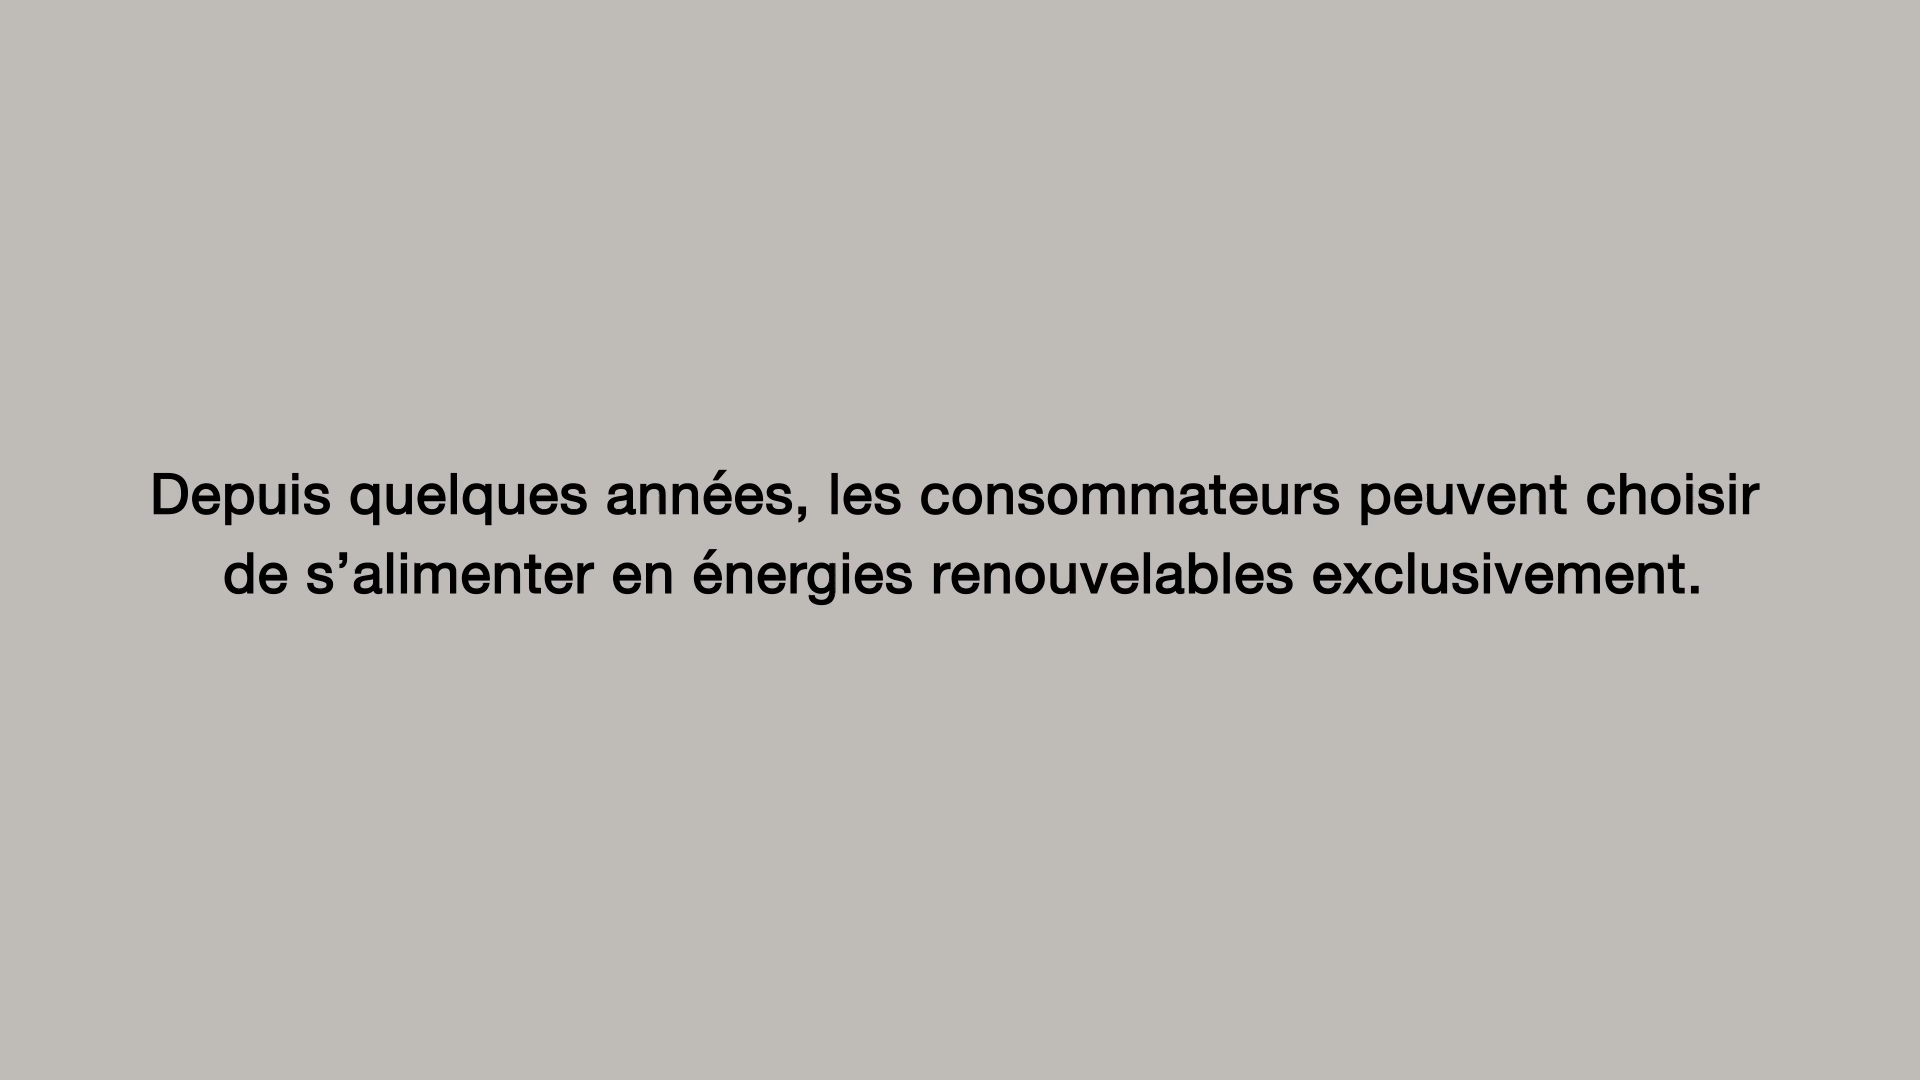 Depuis quelques années, les consommateurs peuvent choisir
de s’alimenter en énergies renouvelables exclusivement.